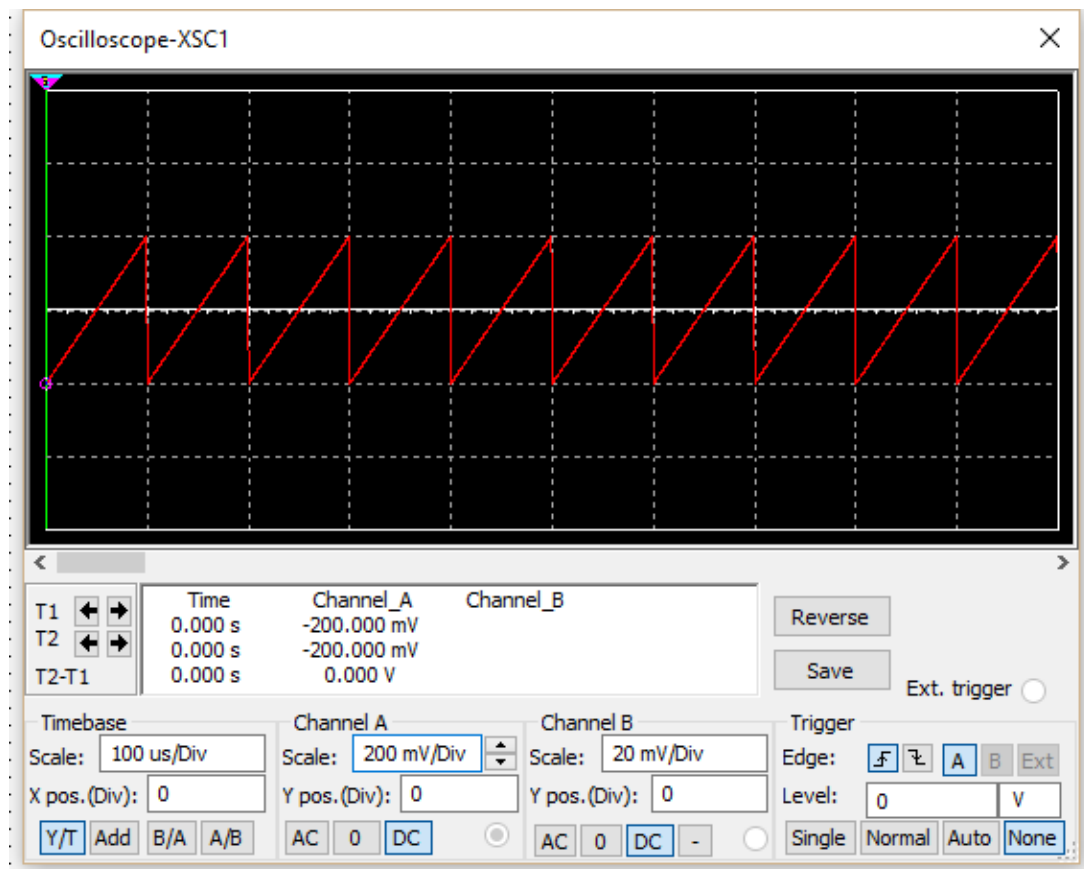 Oscilloscope-XSC1
Time Channel_A Channel_B
T1 0.000 s -200.000 mV
T2 0.000 s -200.000 mV
T2-T1 0.000 s 0.000 V
Reverse
Save
Ext. trigger
Timebase
Scale: 100 us/Div
X pos.(Div): 0
Y/T Add B/A A/B
Channel A
Scale: 200 mV/Div
Y pos.(Div): 0
AC 0 DC
Channel B
Scale: 20 mV/Div
Y pos.(Div): 0
AC 0 DC -
Trigger
Edge: A B Ext
Level: 0 V
Single Normal Auto None